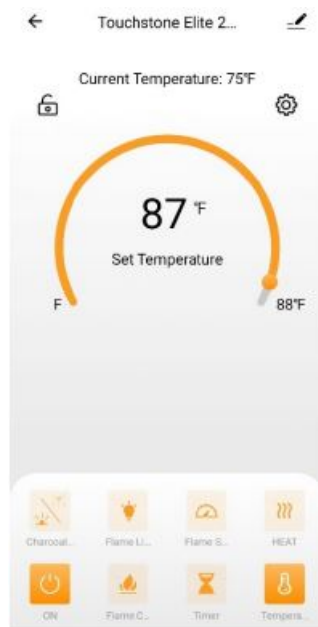 Touchstone Elite 2...
Current Temperature: 75°F
87 °F
Set Temperature
F 88°F
Charcoal... Flame Li... Flame S... HEAT
ON Flame C... Timer Tempera...